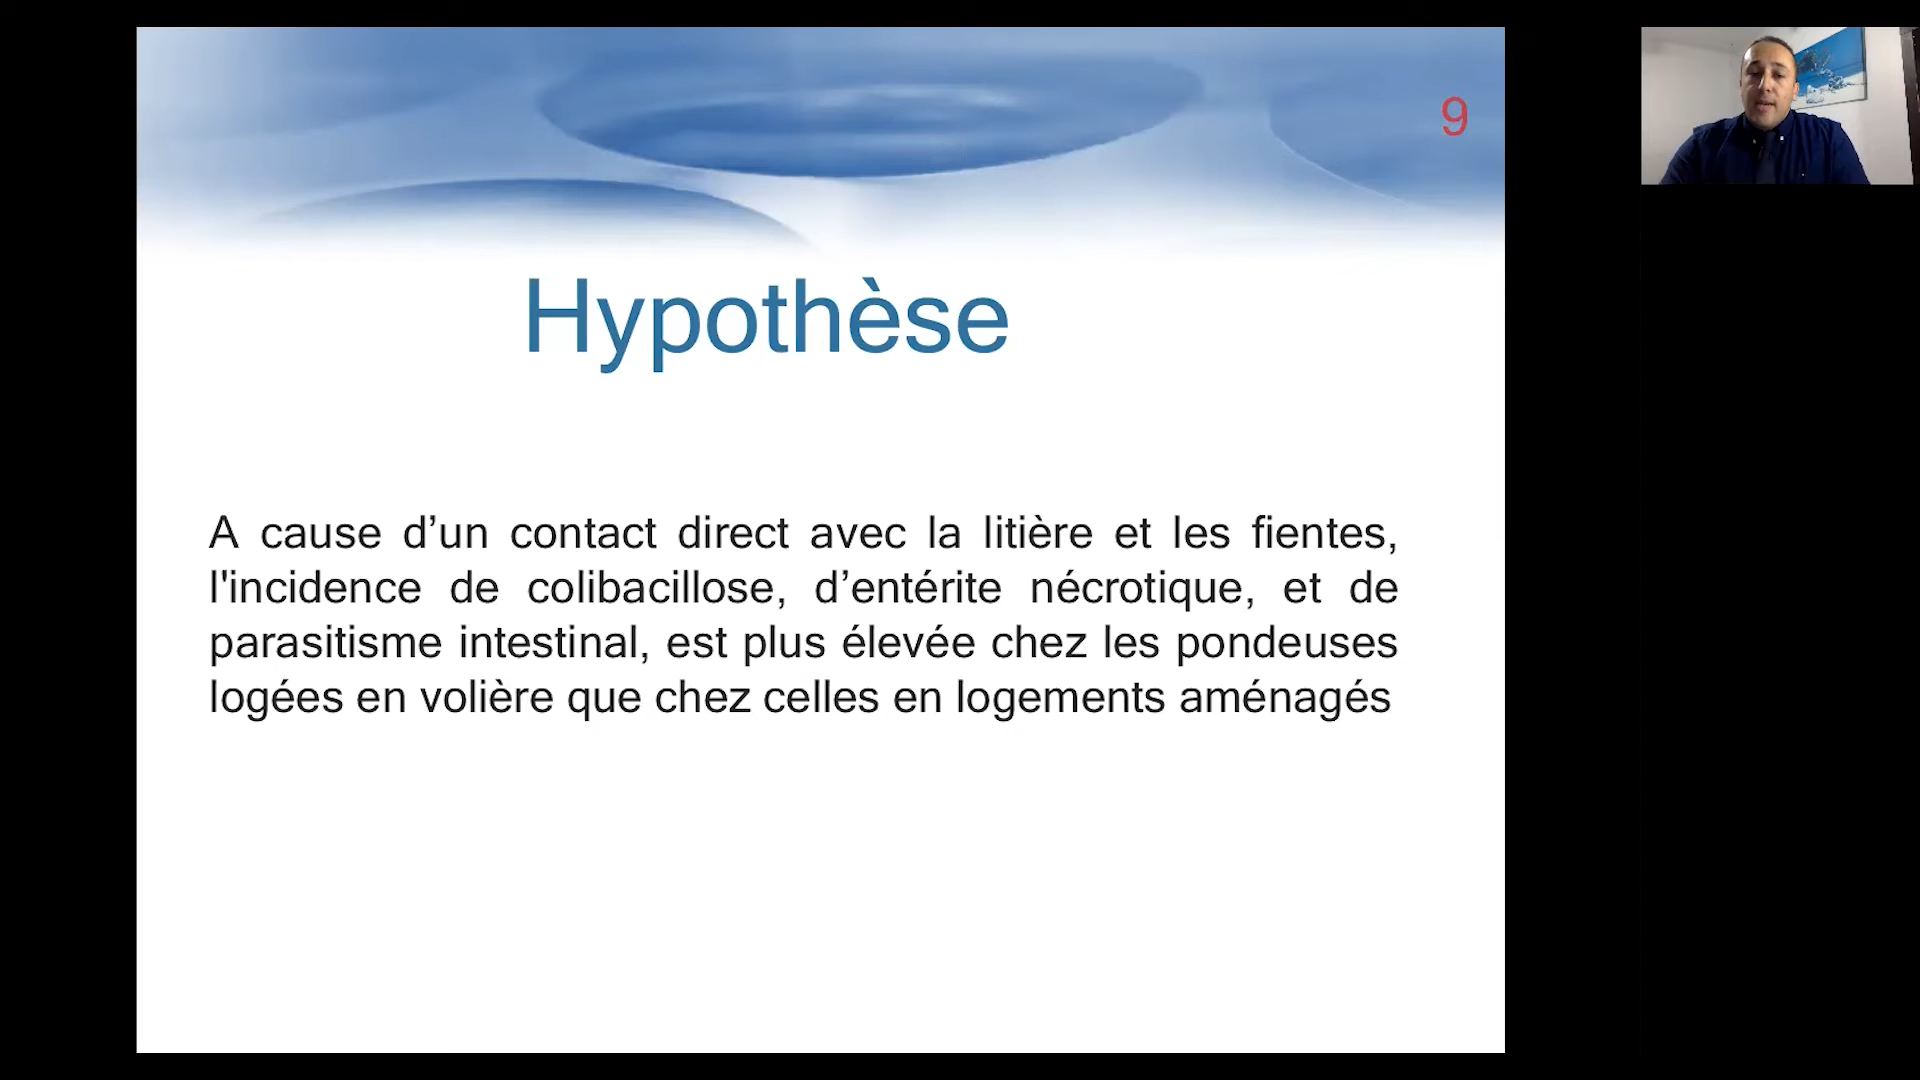 9
Hypothèse
A cause d’un contact direct avec la litière et les fientes,
l'incidence de colibacillose, d’entérite nécrotique, et de
parasitisme intestinal, est plus élevée chez les pondeuses
logées en volière que chez celles en logements aménagés